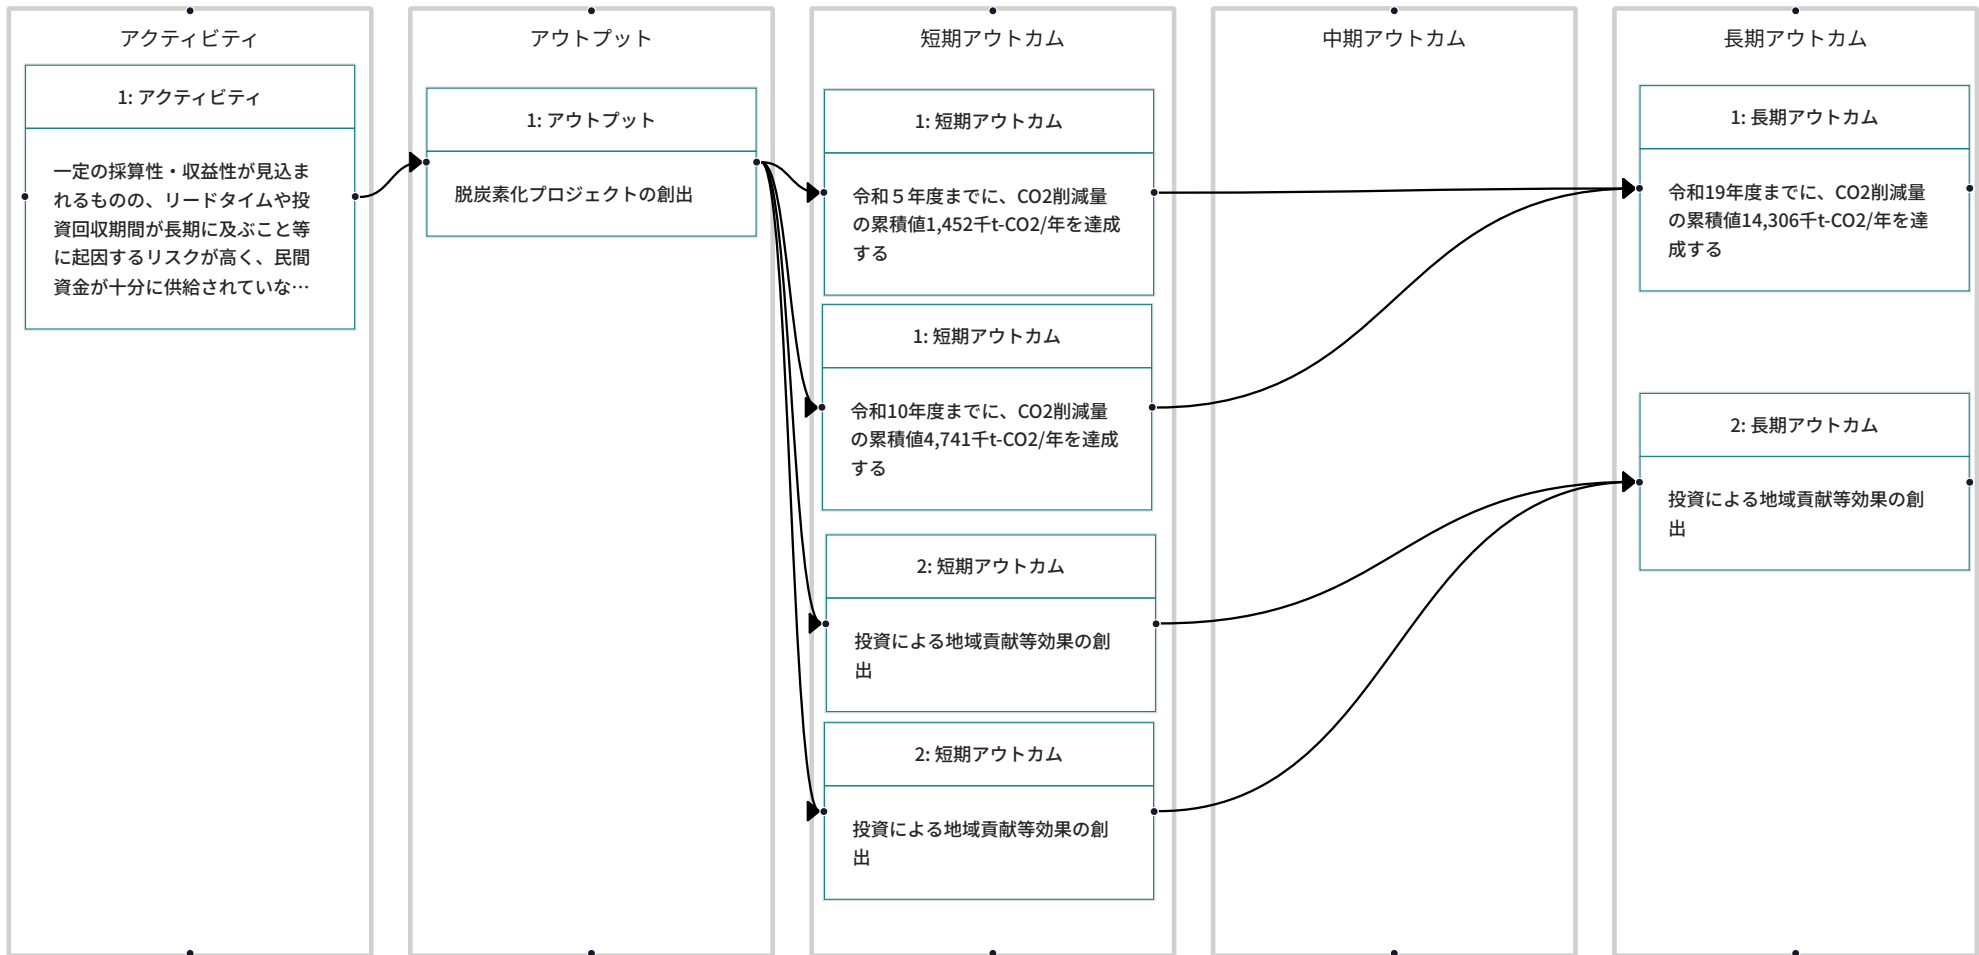 アクティビティ
1: アクティビティ
一定の採算性・収益性が見込ま
れるものの、リードタイムや投
資回収期間が長期に及ぶこと等
に起因するリスクが高く、民間
資金が十分に供給されていな…
アウトプット
1: アウトプット
脱炭素化プロジェクトの創出
短期アウトカム
1: 短期アウトカム
令和５年度までに、CO2削減量
の累積値1,452千t-CO2/年を達成
する
1: 短期アウトカム
令和10年度までに、CO2削減量
の累積値4,741千t-CO2/年を達成
する
2: 短期アウトカム
投資による地域貢献等効果の創
出
2: 短期アウトカム
投資による地域貢献等効果の創
出
中期アウトカム
長期アウトカム
1: 長期アウトカム
令和19年度までに、CO2削減量
の累積値14,306千t-CO2/年を達
成する
2: 長期アウトカム
投資による地域貢献等効果の創
出